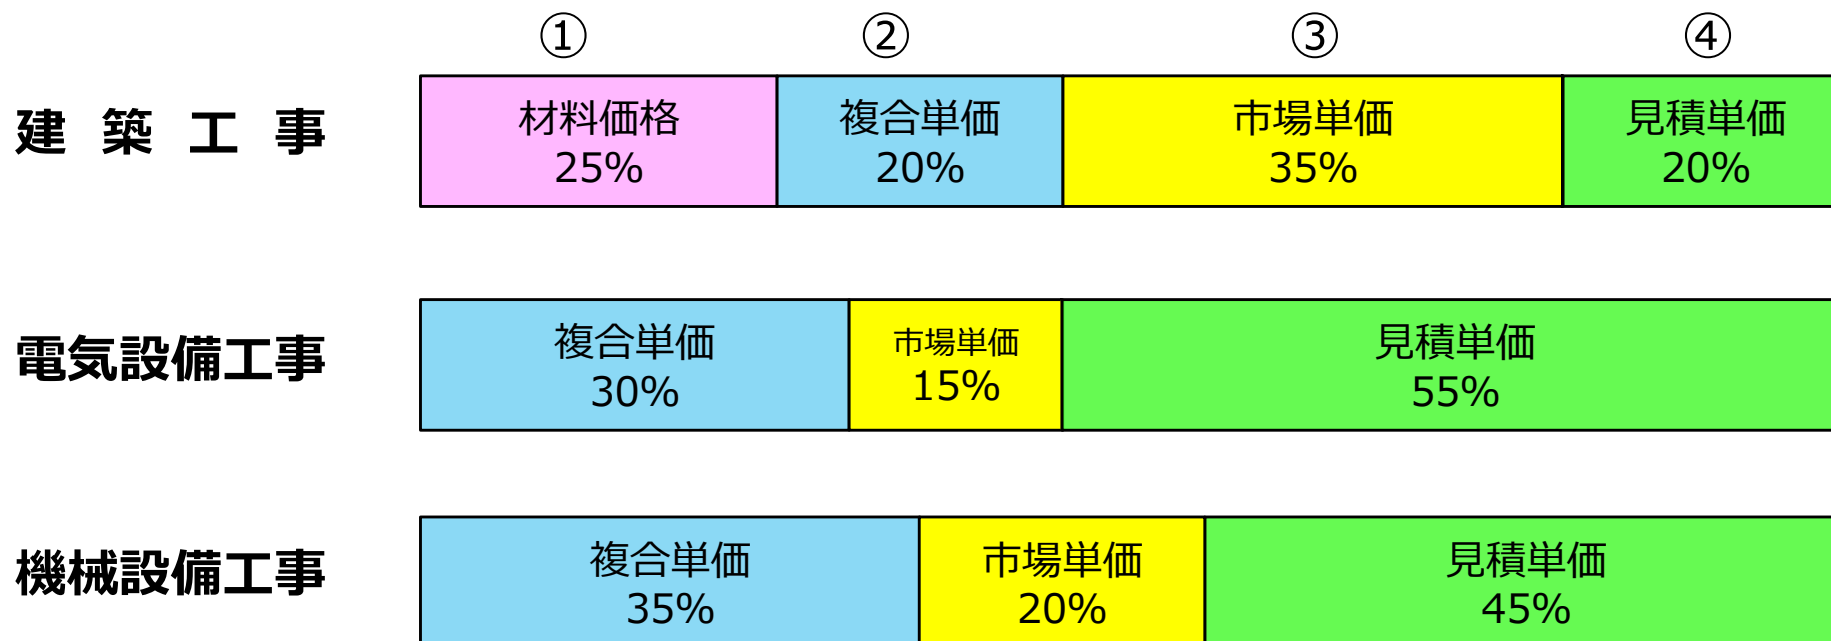 ① ② ③ ④
建築工事
材料価格
25%
複合単価
20%
市場単価
35%
見積単価
20%
電気設備工事
複合単価
30%
市場単価
15%
見積単価
55%
機械設備工事
複合単価
35%
市場単価
20%
見積単価
45%